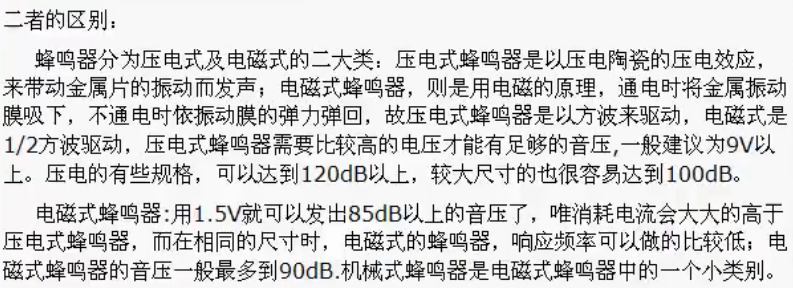 二者的区别：
蜂鸣器分为压电式及电磁式的二大类：压电式蜂鸣器是以压电陶瓷的压电效应，
来带动金属片的振动而发声；电磁式蜂鸣器，则是用电磁的原理，通电时将金属振动
膜吸下，不通电时依振动膜的弹力弹回，故压电式蜂鸣器是以方波来驱动，电磁式是
1/2方波驱动，压电式蜂鸣器需要比较高的电压才能有足够的音压,一般建议为9V以
上。压电的有些规格，可以达到120dB以上，较大尺寸的也很容易达到100dB。
电磁式蜂鸣器:用1.5V就可以发出85dB以上的音压了，唯消耗电流会大大的高于
压电式蜂鸣器，而在相同的尺寸时，电磁式的蜂鸣器，响应频率可以做的比较低；电
磁式蜂鸣器的音压一般最多到90dB.机械式蜂鸣器是电磁式蜂鸣器中的一个小类别。